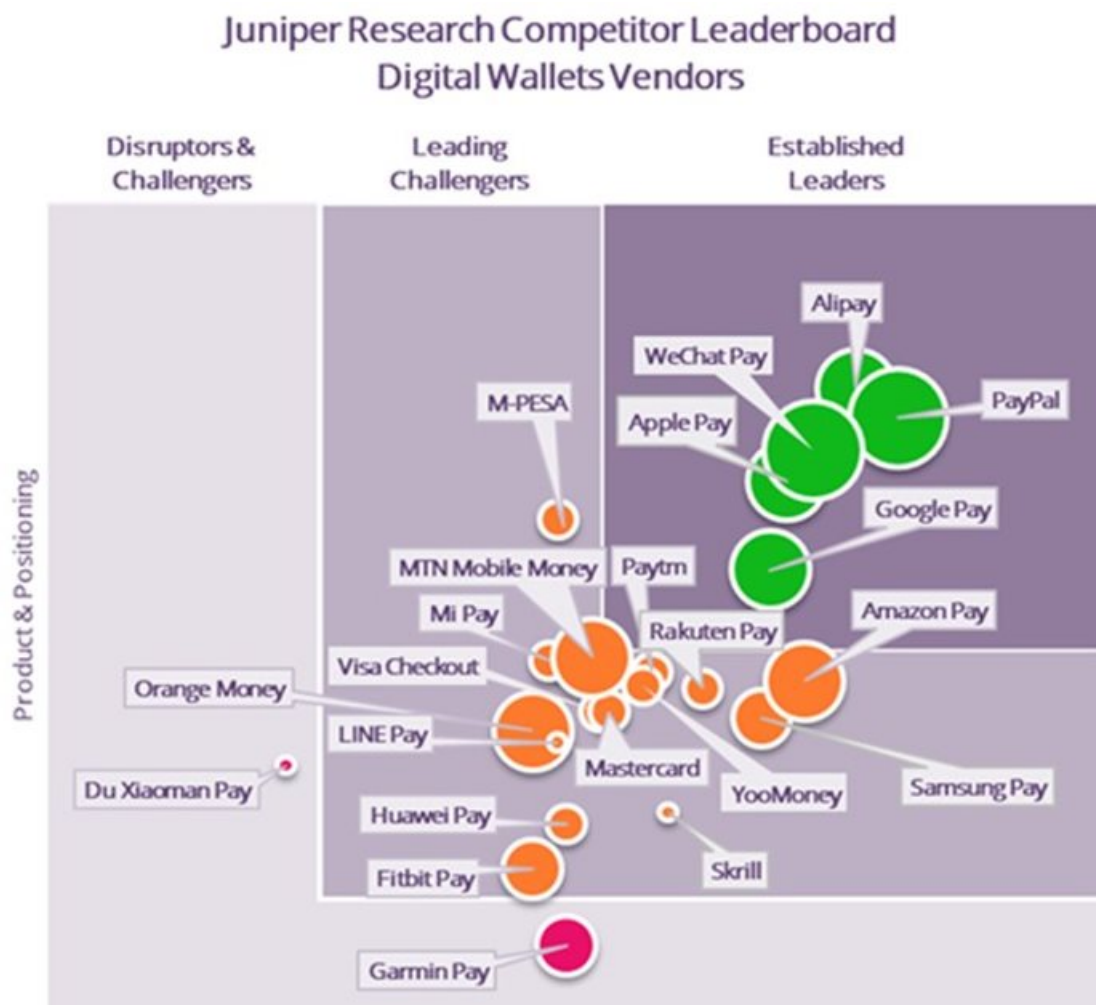 Juniper Research Competitor Leaderboard
Digital Wallets Vendors
Disruptors &
Challengers
Leading
Challengers
Established
Leaders
Product & Positioning
Alipay
WeChat Pay
M-PESA
PayPal
Apple Pay
Google Pay
MTN Mobile Money
Paytm
Mi Pay
Amazon Pay
Rakuten Pay
Visa Checkout
Orange Money
LINE Pay
Mastercard
Du Xiaoman Pay
YooMoney
Samsung Pay
Huawei Pay
Skrill
Fitbit Pay
Garmin Pay